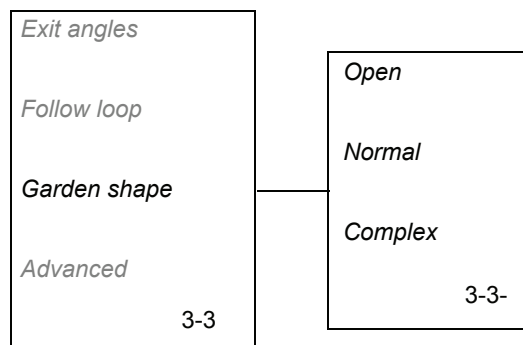 Exit angles
Follow loop
Garden shape
Advanced
3-3
Open
Normal
Complex
3-3-